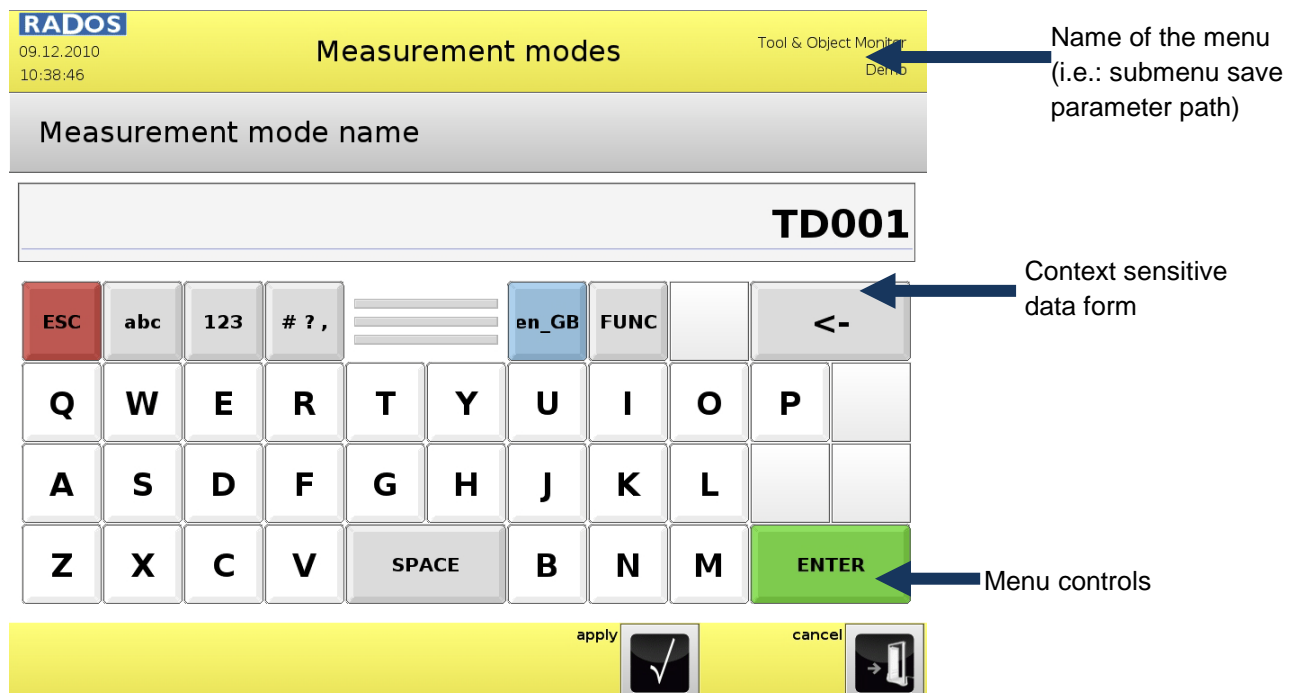 RADOS
09.12.2010
10:38:46
Measurement modes
Tool & Object Monitor
Demo
Name of the menu
(i.e.: submenu save
parameter path)
Measurement mode name
TD001
Context sensitive
data form
ESC abc 123 # ? , en_GB FUNC <-
Q W E R T Y U I O P
A S D F G H J K L
Z X C V SPACE B N M ENTER
Menu controls
apply cancel